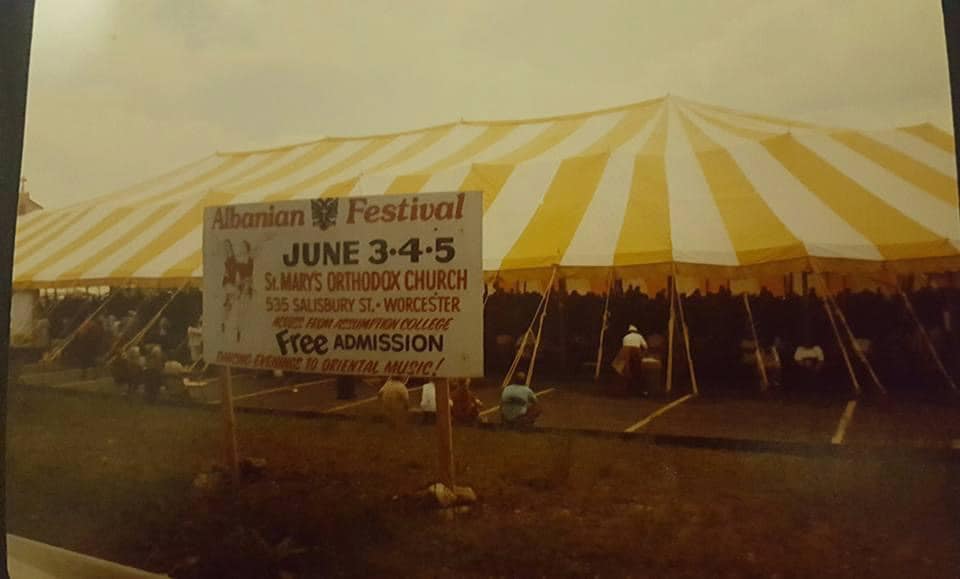 Albanian Festival
JUNE 3·4·5
ST. MARY'S ORTHODOX CHURCH
535 SALISBURY ST. • WORCESTER
ACROSS FROM ASSUMPTION COLLEGE
Free ADMISSION
DANCING EVENINGS TO ORIENTAL MUSIC!